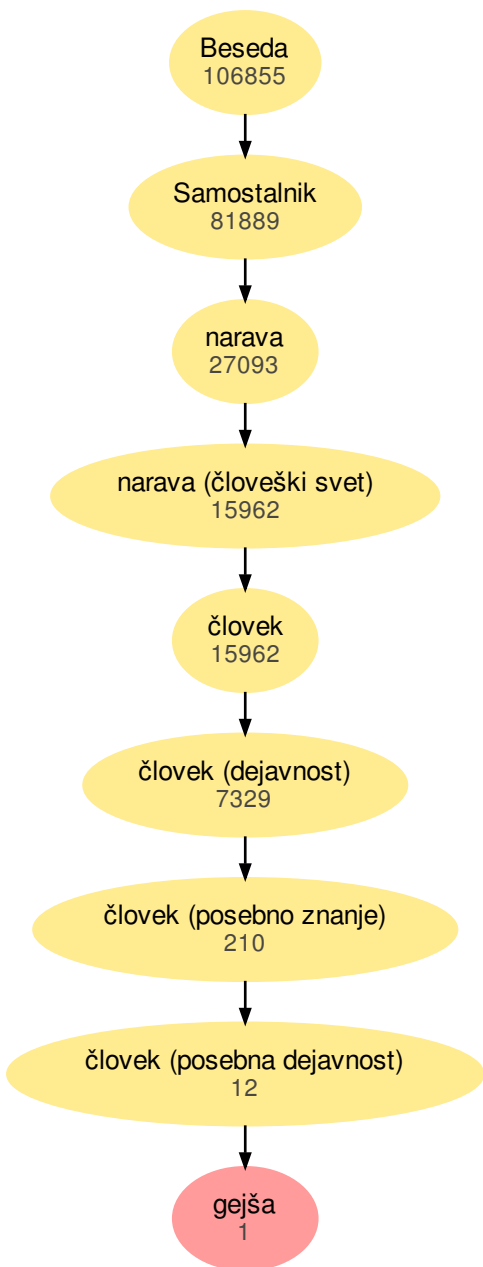 Beseda
106855
Samostalnik
81889
narava
27093
narava (človeški svet)
15962
človek
15962
človek (dejavnost)
7329
človek (posebno znanje)
210
človek (posebna dejavnost)
12
gejša
1